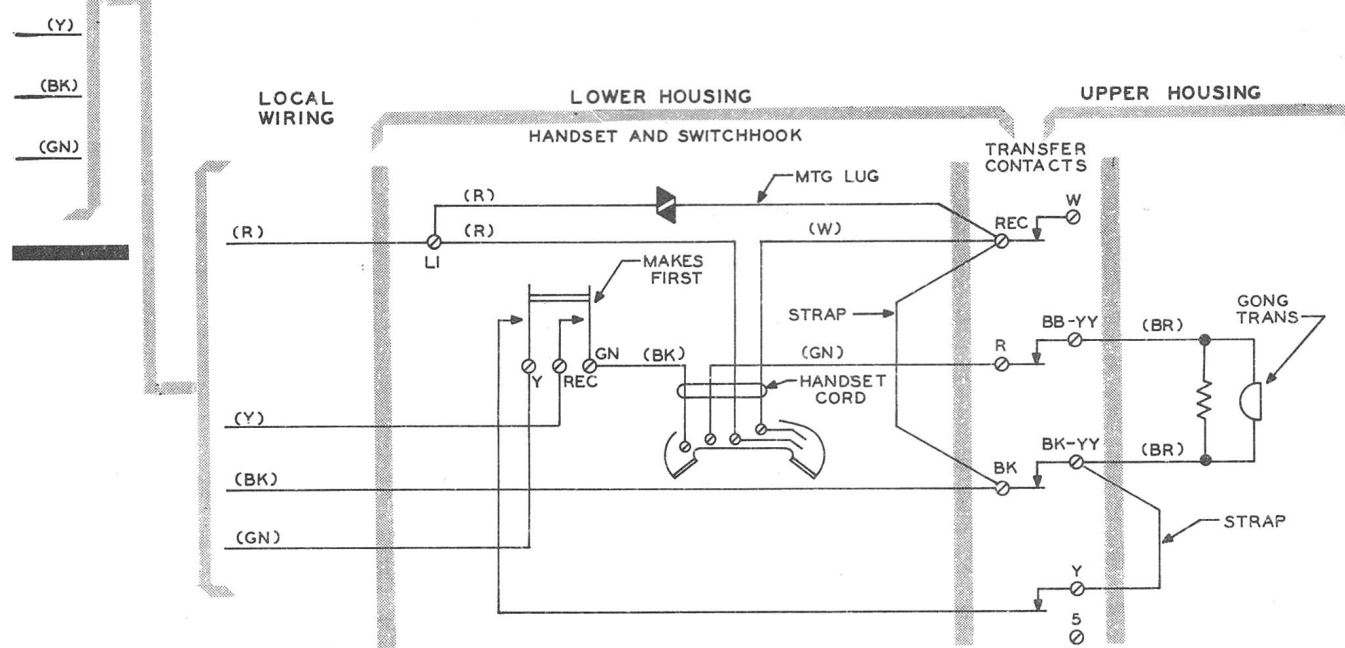 (Y)
(BK)
(GN)
LOCAL
WIRING
LOWER HOUSING
UPPER HOUSING
HANDSET AND SWITCHHOOK
TRANSFER
CONTACTS
(R)
MTG LUG
W
(R)
(R)
(W)
REC
L1
MAKES
FIRST
STRAP
GONG
TRANS
BB-YY
(BR)
R
(GN)
GN
(BK)
Y
REC
HANDSET
CORD
(Y)
BK-YY
(BR)
BK
(BK)
(GN)
STRAP
Y
5